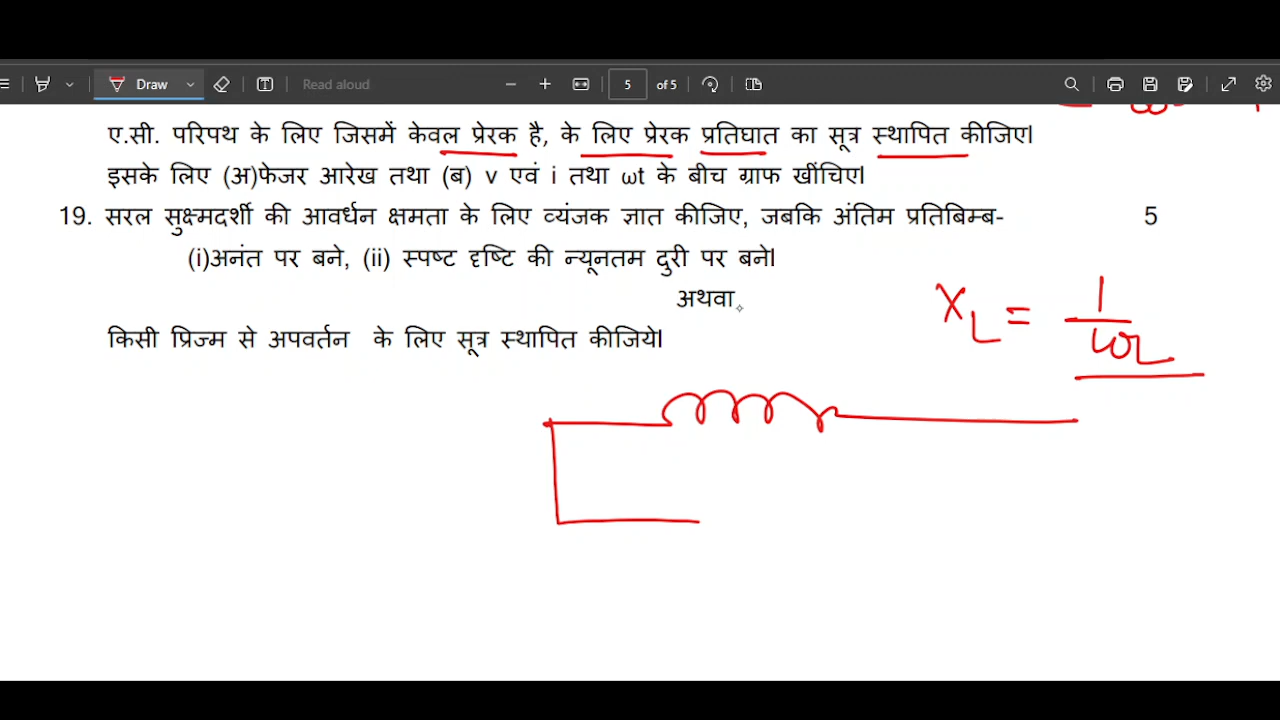 Draw
Read aloud
5 of 5
ए.सी. परिपथ के लिए जिसमें केवल प्रेरक है, के लिए प्रेरक प्रतिघात का सूत्र स्थापित कीजिए।
इसके लिए (अ)फेजर आरेख तथा (ब) v एवं i तथा ωt के बीच ग्राफ खींचिए।
19. सरल सुक्ष्मदर्शी की आवर्धन क्षमता के लिए व्यंजक ज्ञात कीजिए, जबकि अंतिम प्रतिबिम्ब- 5
(i)अनंत पर बने, (ii) स्पष्ट दृष्टि की न्यूनतम दुरी पर बने।
अथवा
किसी प्रिज्म से अपवर्तन के लिए सूत्र स्थापित कीजिये।
X_L = 1/ωL